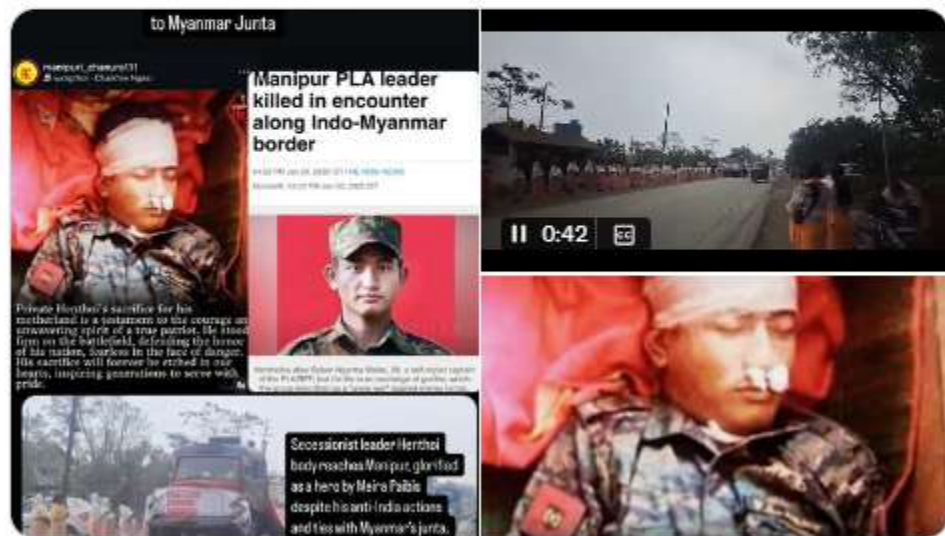 to Myanmar Junta
manipuri_chanura131
Manipur PLA leader
killed in encounter
along Indo-Myanmar
border
Private Henthoi's sacrifice for his
motherland is a testament to the courage an
unwavering spirit of a true patriot. He stood
firm on the battlefield, defending the honor
of his nation, fearless in the face of danger.
His sacrifice will forever be etched in our
hearts, inspiring generations to serve with
pride.
Secessionist leader Henthoi
body reaches Manipur, glorified
as a hero by Meira Paibis
despite his anti-India actions
and ties with Myanmar's junta.
0:42
CC